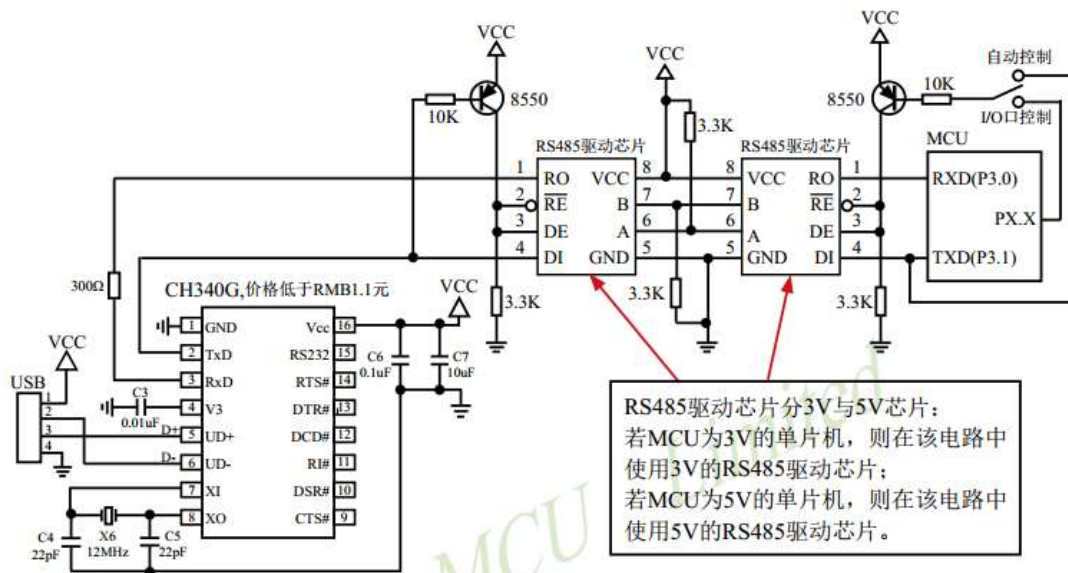 VCC
VCC
VCC
自动控制
8550
10K
8550
10K
I/O口控制
3.3K
MCU
RS485驱动芯片
RS485驱动芯片
1 RO VCC 8
8 VCC RO 1
RXD(P3.0)
2 RE B 7
7 B RE 2
PX.X
3 DE A 6
6 A DE 3
4 DI GND 5
5 GND DI 4
TXD(P3.1)
300Ω
CH340G,价格低于RMB1.1元
3.3K
3.3K
3.3K
VCC
VCC
1 GND Vcc 16
2 TxD RS232 15
3 RxD RTS# 14
4 V3 DTR# 13
5 UD+ DCD# 12
6 UD- RI# 11
7 XI DSR# 10
8 XO CTS# 9
C6
0.1uF
C7
10uF
USB
1
2
3
4
C3
0.01uF
D+
D-
C4
22pF
X6
12MHz
C5
22pF
RS485驱动芯片分3V与5V芯片：
若MCU为3V的单片机，则在该电路中
使用3V的RS485驱动芯片；
若MCU为5V的单片机，则在该电路中
使用5V的RS485驱动芯片。
MCU Limited